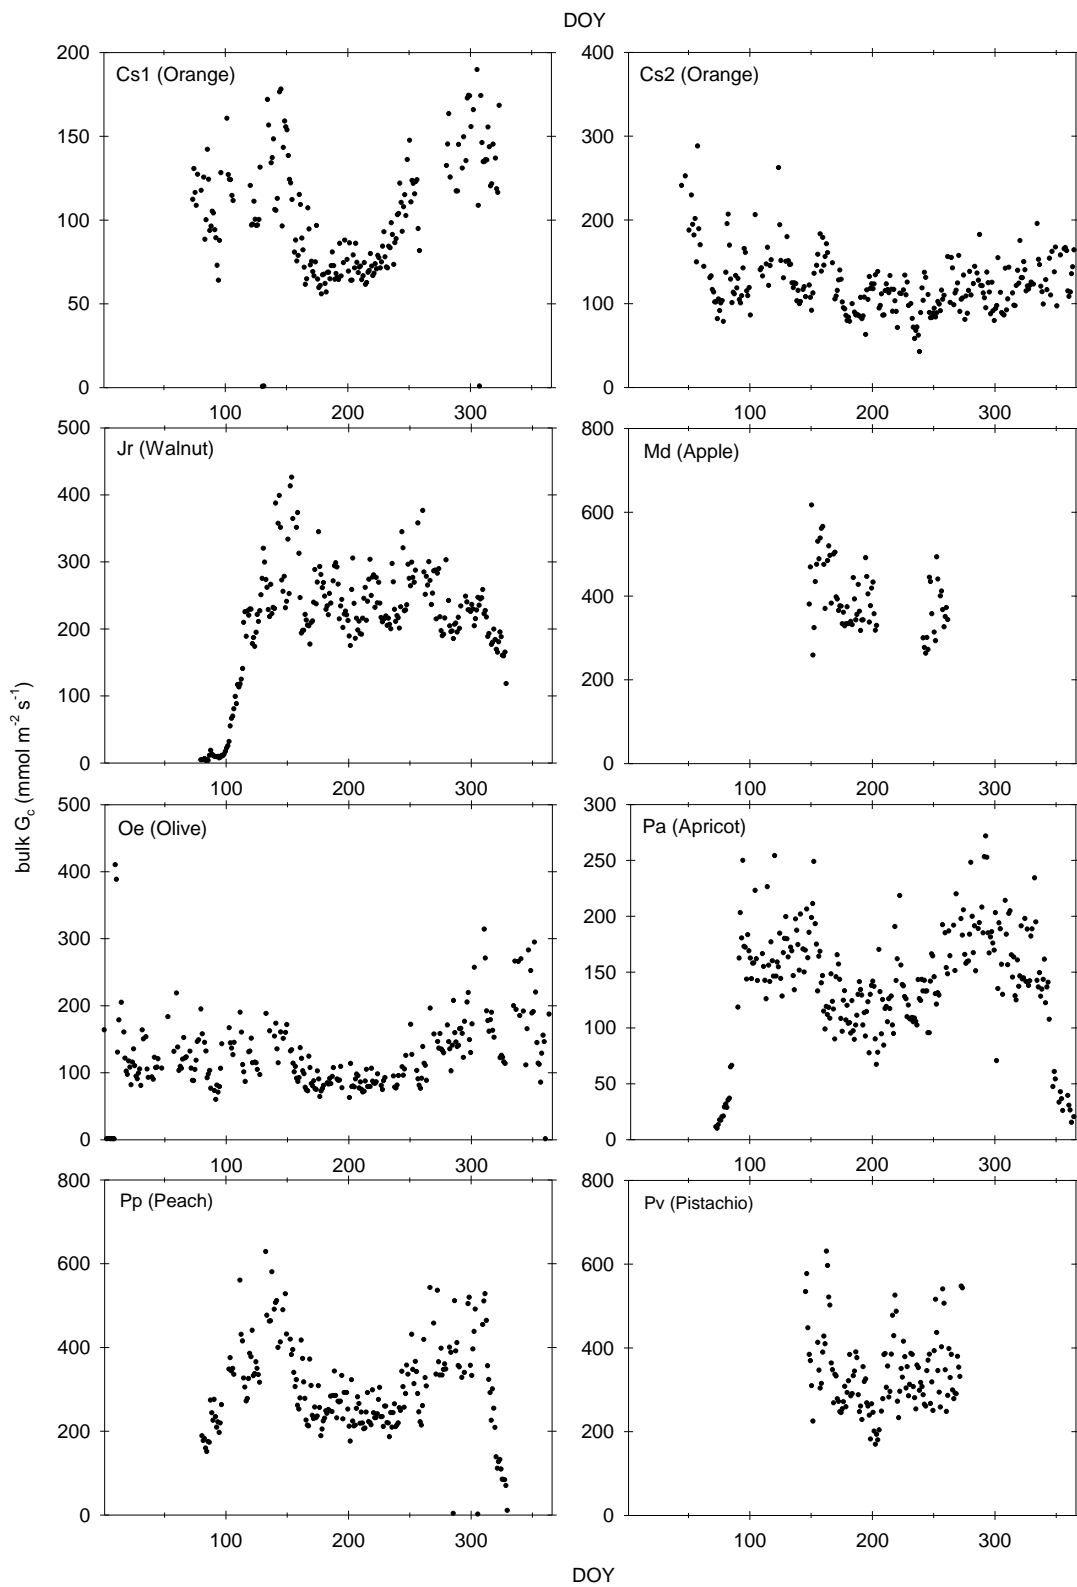 DOY
Cs1 (Orange)
200
150
100
50
0
100 200 300
Cs2 (Orange)
400
300
200
100
0
100 200 300
Jr (Walnut)
500
400
300
200
100
0
100 200 300
Md (Apple)
800
600
400
200
0
100 200 300
bulk Gc (mmol m-2 s-1)
Oe (Olive)
500
400
300
200
100
0
100 200 300
Pa (Apricot)
300
250
200
150
100
50
0
100 200 300
Pp (Peach)
800
600
400
200
0
100 200 300
Pv (Pistachio)
800
600
400
200
0
100 200 300
DOY